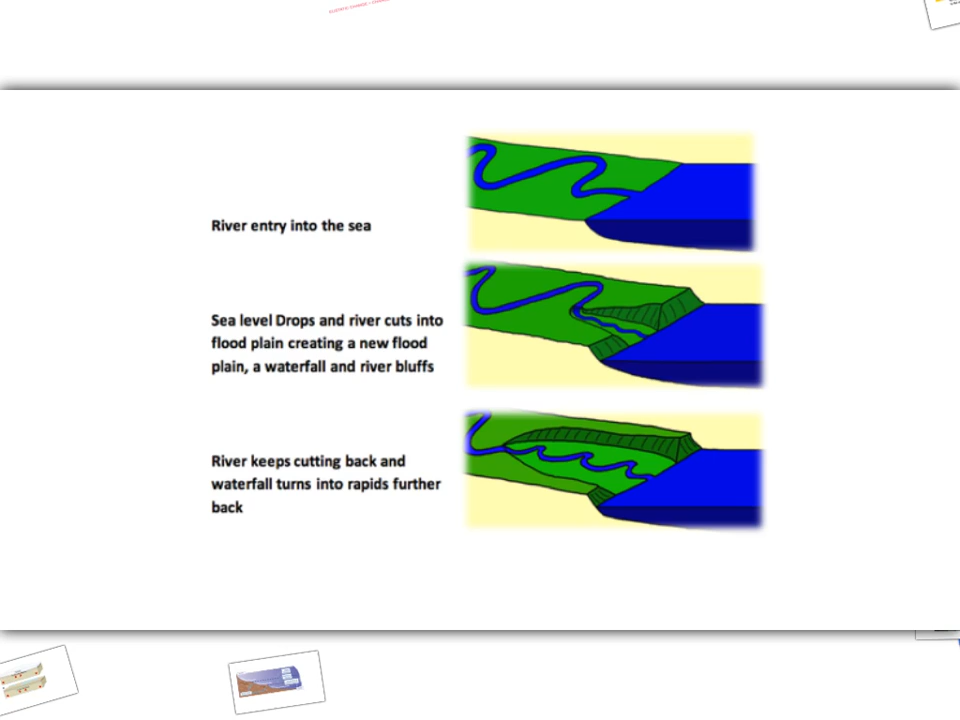 River entry into the sea
Sea level Drops and river cuts into
flood plain creating a new flood
plain, a waterfall and river bluffs
River keeps cutting back and
waterfall turns into rapids further
back